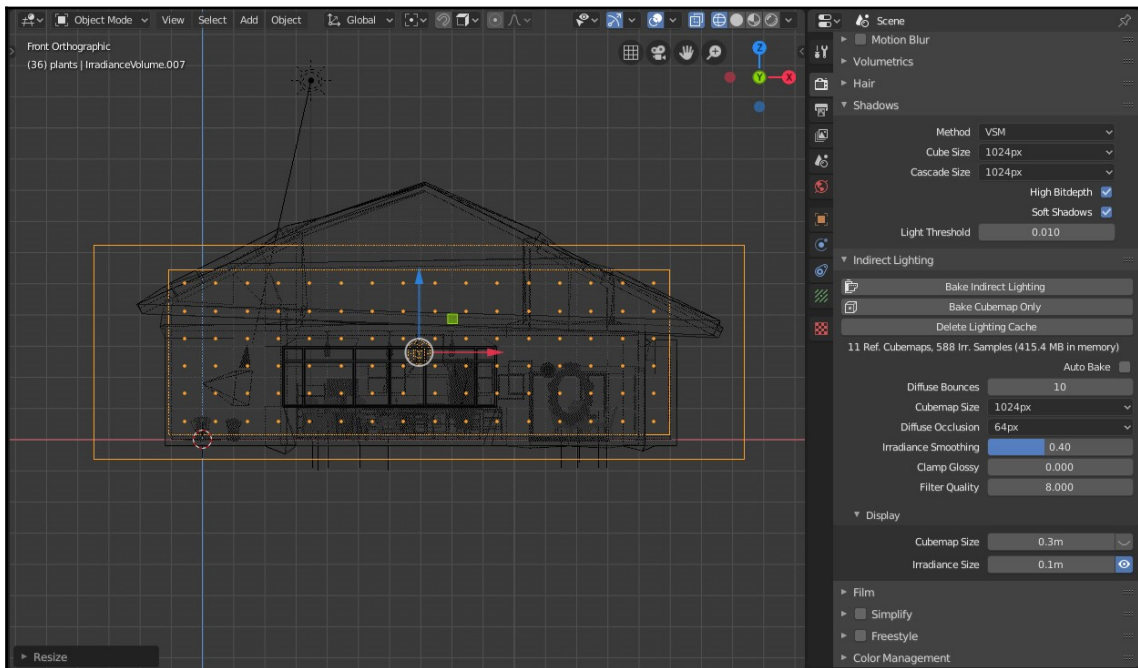 Object Mode View Select Add Object Global
Front Orthographic
(36) plants | IrradianceVolume.007
Z
Y
X
Resize
Scene
Motion Blur
Volumetrics
Hair
Shadows
Method VSM
Cube Size 1024px
Cascade Size 1024px
High Bitdepth
Soft Shadows
Light Threshold 0.010
Indirect Lighting
Bake Indirect Lighting
Bake Cubemap Only
Delete Lighting Cache
11 Ref. Cubemaps, 588 Irr. Samples (415.4 MB in memory)
Auto Bake
Diffuse Bounces 10
Cubemap Size 1024px
Diffuse Occlusion 64px
Irradiance Smoothing 0.40
Clamp Glossy 0.000
Filter Quality 8.000
Display
Cubemap Size 0.3m
Irradiance Size 0.1m
Film
Simplify
Freestyle
Color Management